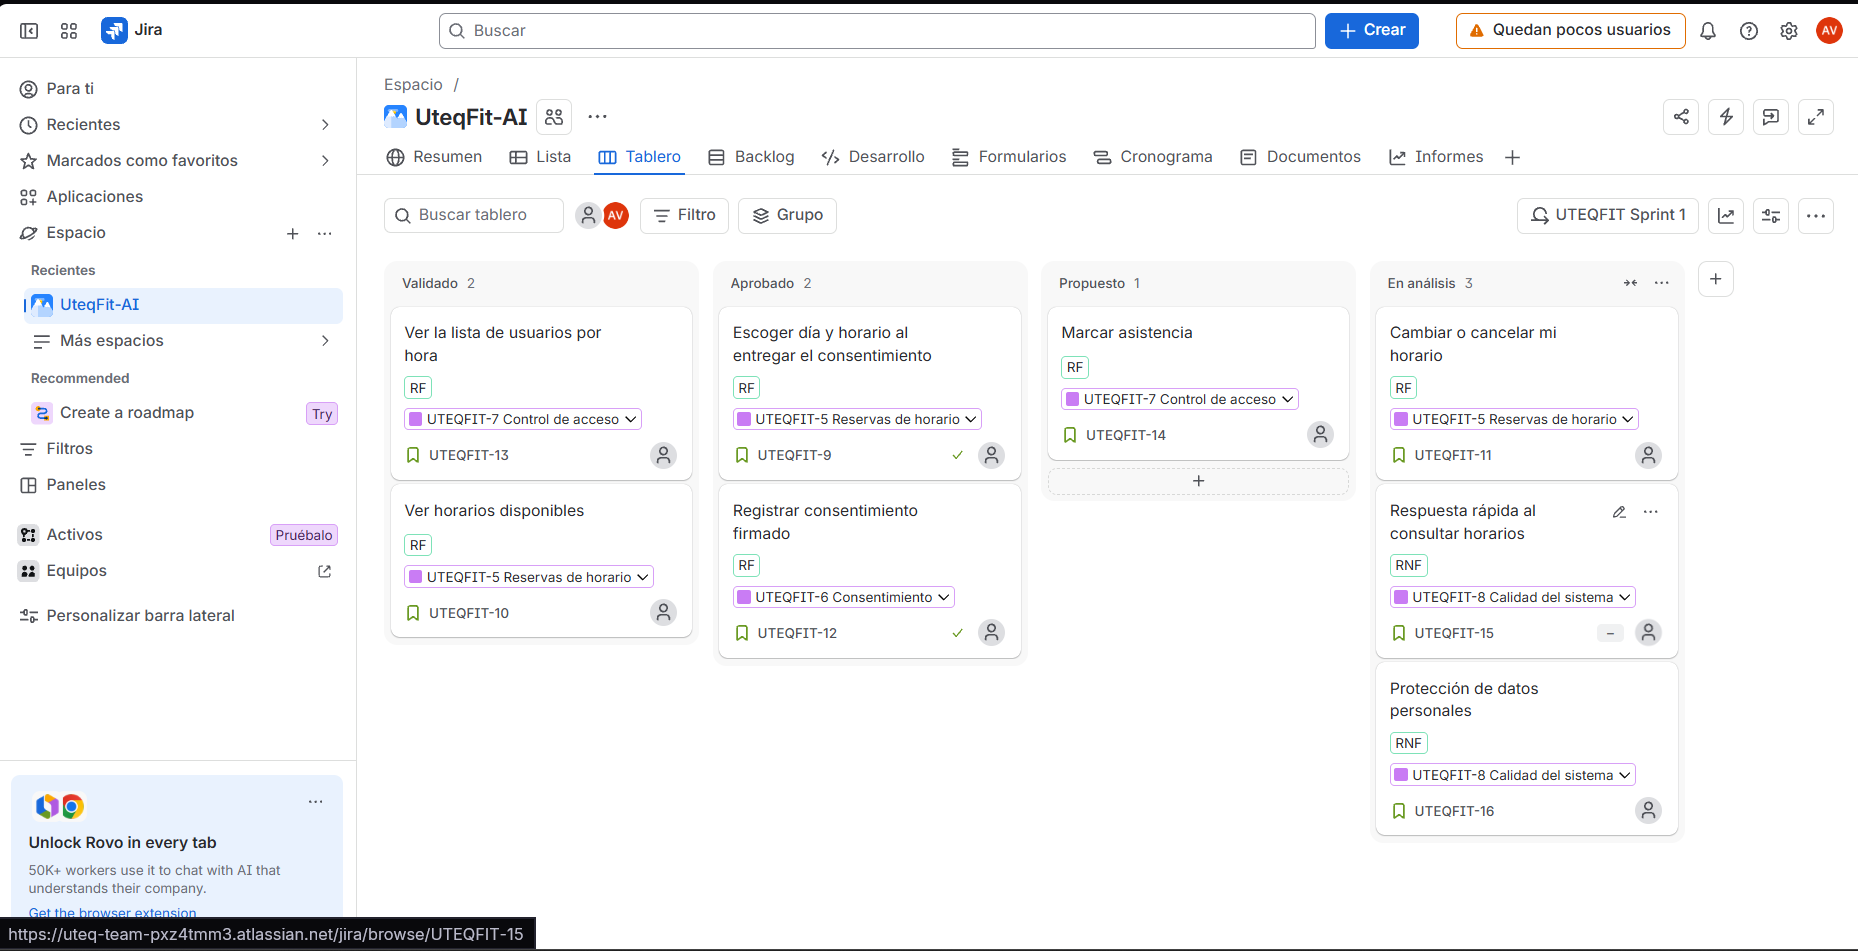 Jira
Buscar
Crear
Quedan pocos usuarios
AV
Para ti
Recientes
Marcados como favoritos
Aplicaciones
Espacio
Recientes
UteqFit-AI
Más espacios
Recommended
Create a roadmap
Try
Filtros
Paneles
Activos
Pruébalo
Equipos
Personalizar barra lateral
Unlock Rovo in every tab
50K+ workers use it to chat with AI that
understands their company.
Get the browser extension
https://uteq-team-pxz4tmm3.atlassian.net/jira/browse/UTEQFIT-15
Espacio /
UteqFit-AI
Resumen
Lista
Tablero
Backlog
Desarrollo
Formularios
Cronograma
Documentos
Informes
Buscar tablero
AV
Filtro
Grupo
UTEQFIT Sprint 1
Validado 2
Ver la lista de usuarios por
hora
RF
UTEQFIT-7 Control de acceso
UTEQFIT-13
Ver horarios disponibles
RF
UTEQFIT-5 Reservas de horario
UTEQFIT-10
Aprobado 2
Escoger día y horario al
entregar el consentimiento
RF
UTEQFIT-5 Reservas de horario
UTEQFIT-9
Registrar consentimiento
firmado
RF
UTEQFIT-6 Consentimiento
UTEQFIT-12
Propuesto 1
Marcar asistencia
RF
UTEQFIT-7 Control de acceso
UTEQFIT-14
En análisis 3
Cambiar o cancelar mi
horario
RF
UTEQFIT-5 Reservas de horario
UTEQFIT-11
Respuesta rápida al
consultar horarios
RNF
UTEQFIT-8 Calidad del sistema
UTEQFIT-15
Protección de datos
personales
RNF
UTEQFIT-8 Calidad del sistema
UTEQFIT-16